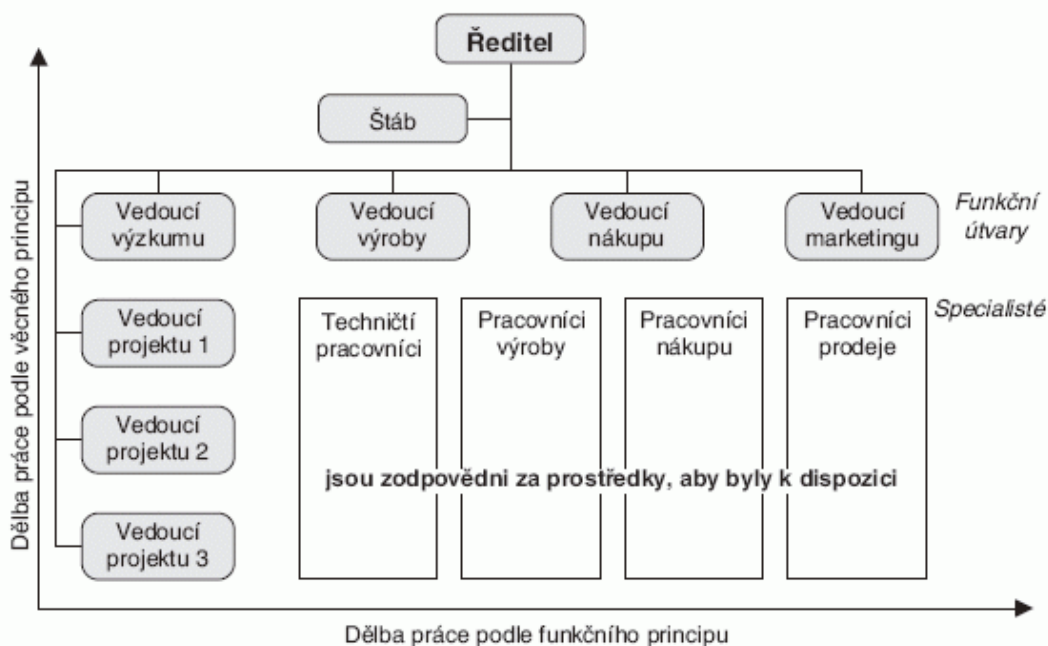 Ředitel
Štáb
Vedoucí
výzkumu
Vedoucí
výroby
Vedoucí
nákupu
Vedoucí
marketingu
Funkční
útvary
Vedoucí
projektu 1
Techničtí
pracovníci
Pracovníci
výroby
Pracovníci
nákupu
Pracovníci
prodeje
Specialisté
Vedoucí
projektu 2
jsou zodpovědni za prostředky, aby byly k dispozici
Vedoucí
projektu 3
Dělba práce podle věcného principu
Dělba práce podle funkčního principu